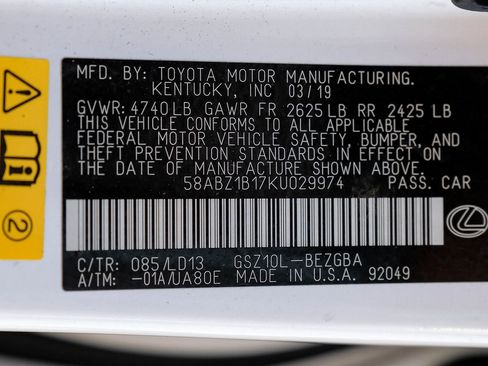 MFD. BY TOYOTA MOTOR MANUFACTURING.
KENTUCKY, INC 03/19
GVWR: 4740LB GAWR FR 2625LB RR 2425 LB
THIS VEHICLE CONFORMS TO ALL APPLICABLE
FEDERAL MOTOR VEHICLE SAFETY, BUMPER, AND
THEFT PREVENTION STANDARDS IN EFFECT ON
THE DATE OF MANUFACTURE SHOWN ABOVE.
58ABZ1B17KU029974 PASS. CAR
C/TR: 085/LD13 GSZ10L-BEZGBA
A/TM: -01A/UA80E MADE IN U.S.A. 92049
2